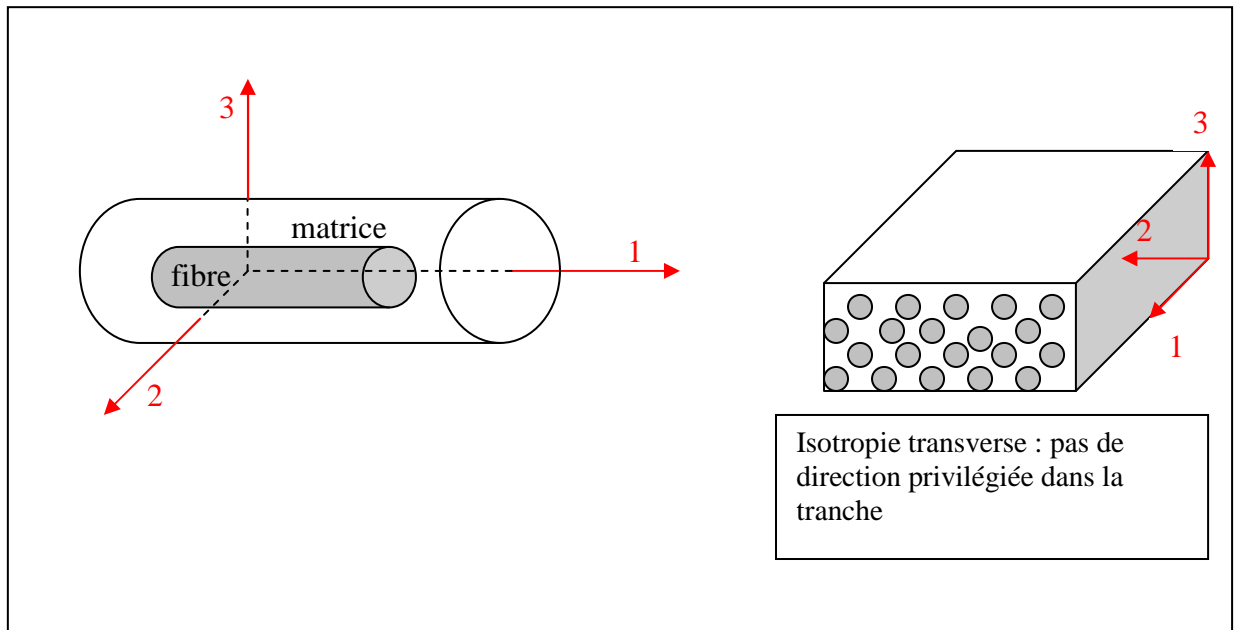 3
matrice
fibre
1
2
3
2
1
Isotropie transverse : pas de
direction privilégiée dans la
tranche